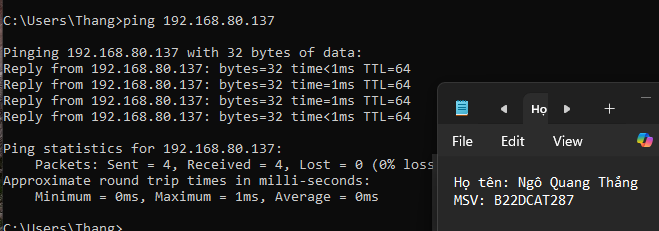 C:\Users\Thang>ping 192.168.80.137
Pinging 192.168.80.137 with 32 bytes of data:
Reply from 192.168.80.137: bytes=32 time<1ms TTL=64
Reply from 192.168.80.137: bytes=32 time=1ms TTL=64
Reply from 192.168.80.137: bytes=32 time=1ms TTL=64
Reply from 192.168.80.137: bytes=32 time<1ms TTL=64
Ping statistics for 192.168.80.137:
Packets: Sent = 4, Received = 4, Lost = 0 (0% loss
Approximate round trip times in milli-seconds:
Minimum = 0ms, Maximum = 1ms, Average = 0ms
C:\Users\Thang>
Họ
File Edit View
Họ tên: Ngô Quang Thắng
MSV: B22DCAT287